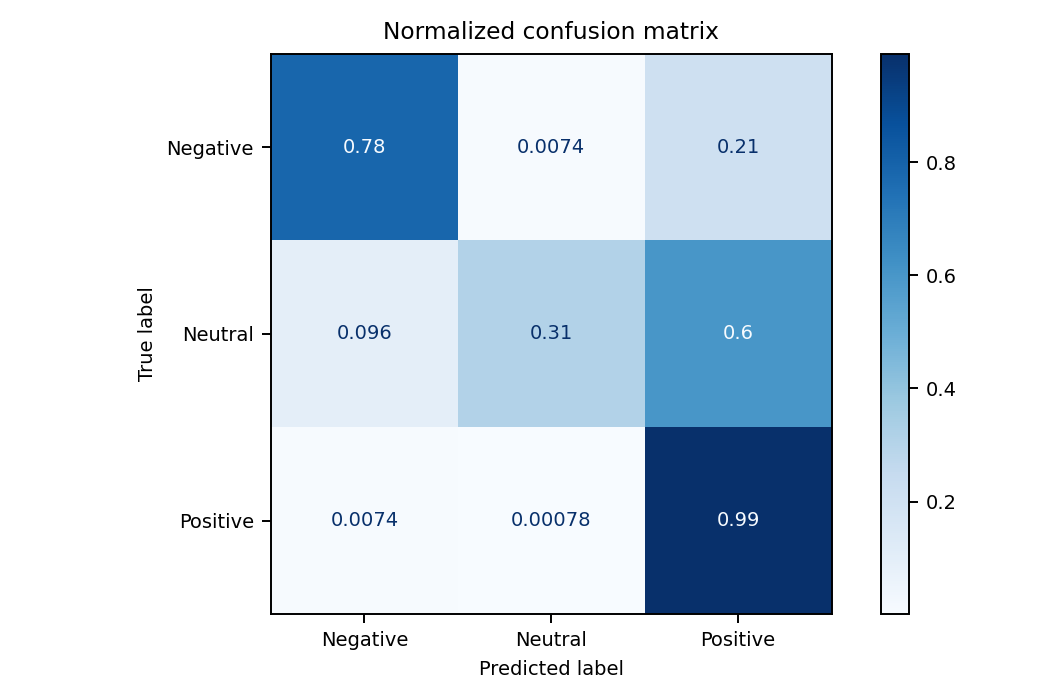 Normalized confusion matrix
Negative 0.78 0.0074 0.21
Neutral 0.096 0.31 0.6
Positive 0.0074 0.00078 0.99
Negative Neutral Positive
Predicted label
True label
0.8
0.6
0.4
0.2